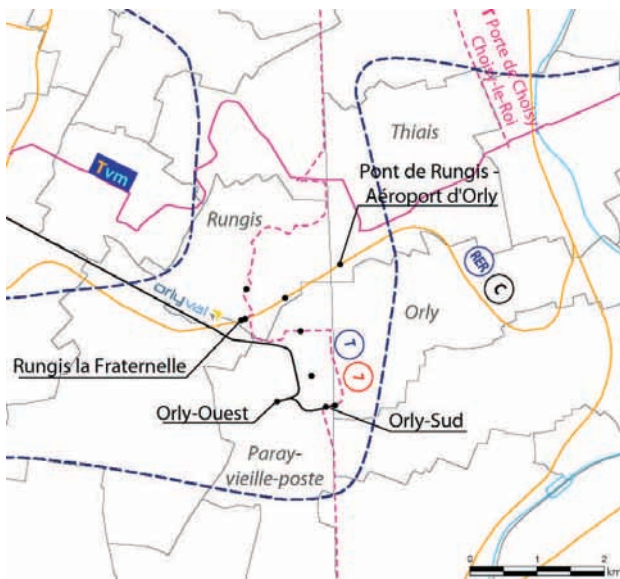 Porte de Choisy
Choisy-le-Roi
Thiais
Tvm
Pont de Rungis -
Aéroport d'Orly
Rungis
RER
C
orlyval
Orly
T
7
Rungis la Fraternelle
Orly-Ouest
Orly-Sud
Paray-
vieille-poste
0 1 2
km